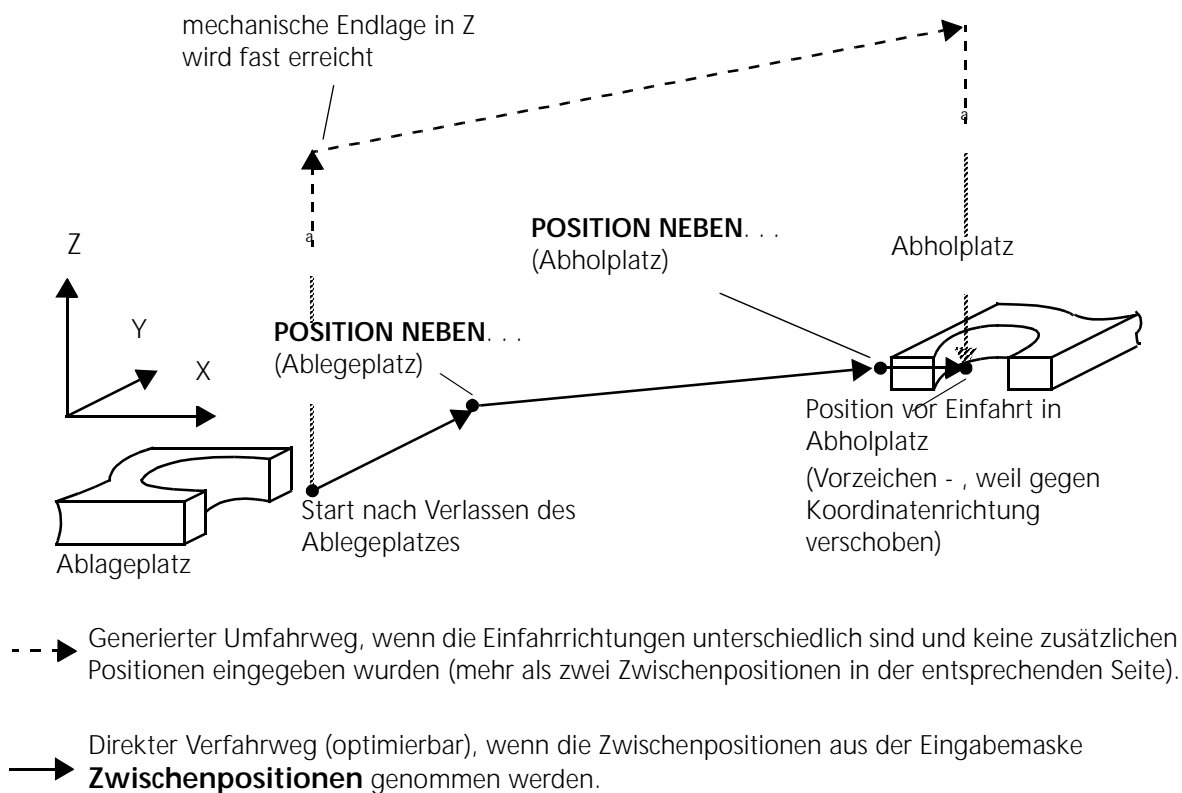 mechanische Endlage in Z
wird fast erreicht
a
a
POSITION NEBEN. . .
(Abholplatz)
Abholplatz
Z
Y
X
POSITION NEBEN. . .
(Ablegeplatz)
Position vor Einfahrt in
Abholplatz
(Vorzeichen - , weil gegen
Koordinatenrichtung
verschoben)
Start nach Verlassen des
Ablegeplatzes
Ablageplatz
Generierter Umfahrweg, wenn die Einfahrrichtungen unterschiedlich sind und keine zusätzlichen
Positionen eingegeben wurden (mehr als zwei Zwischenpositionen in der entsprechenden Seite).
Direkter Verfahrweg (optimierbar), wenn die Zwischenpositionen aus der Eingabemaske
Zwischenpositionen genommen werden.